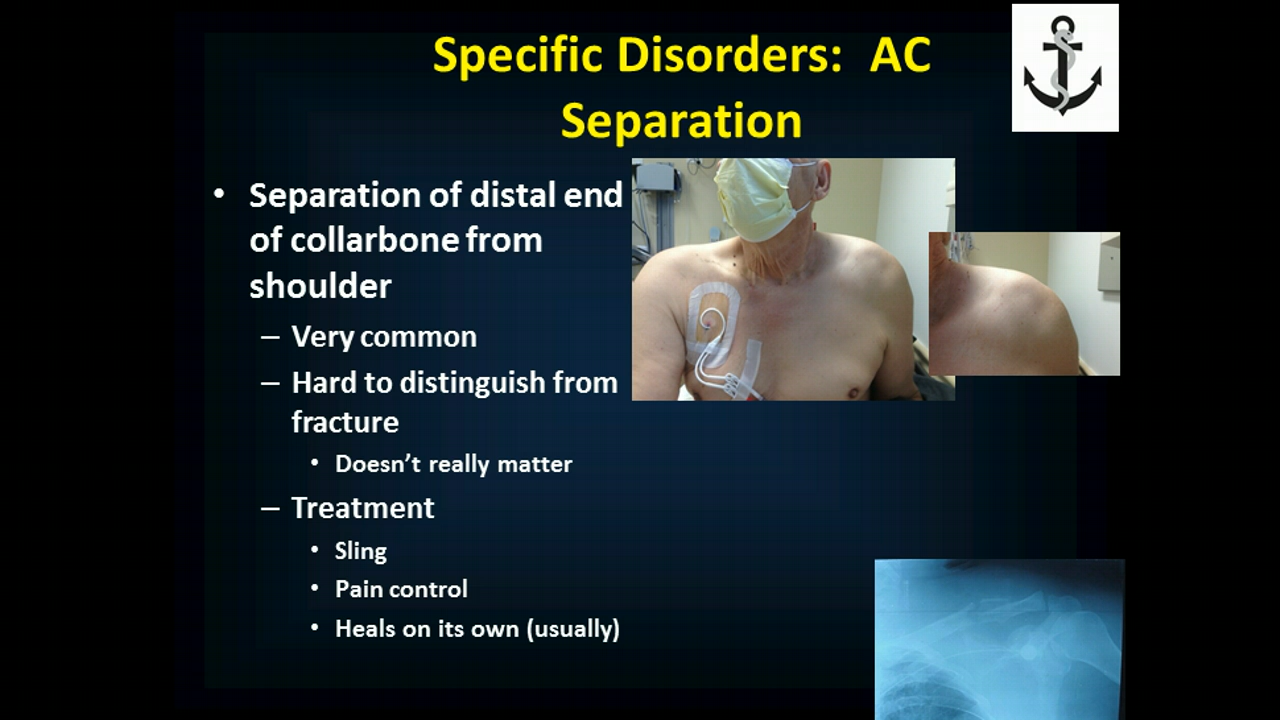 Specific Disorders: AC
Separation
• Separation of distal end
of collarbone from
shoulder
– Very common
– Hard to distinguish from
fracture
• Doesn't really matter
– Treatment
• Sling
• Pain control
• Heals on its own (usually)